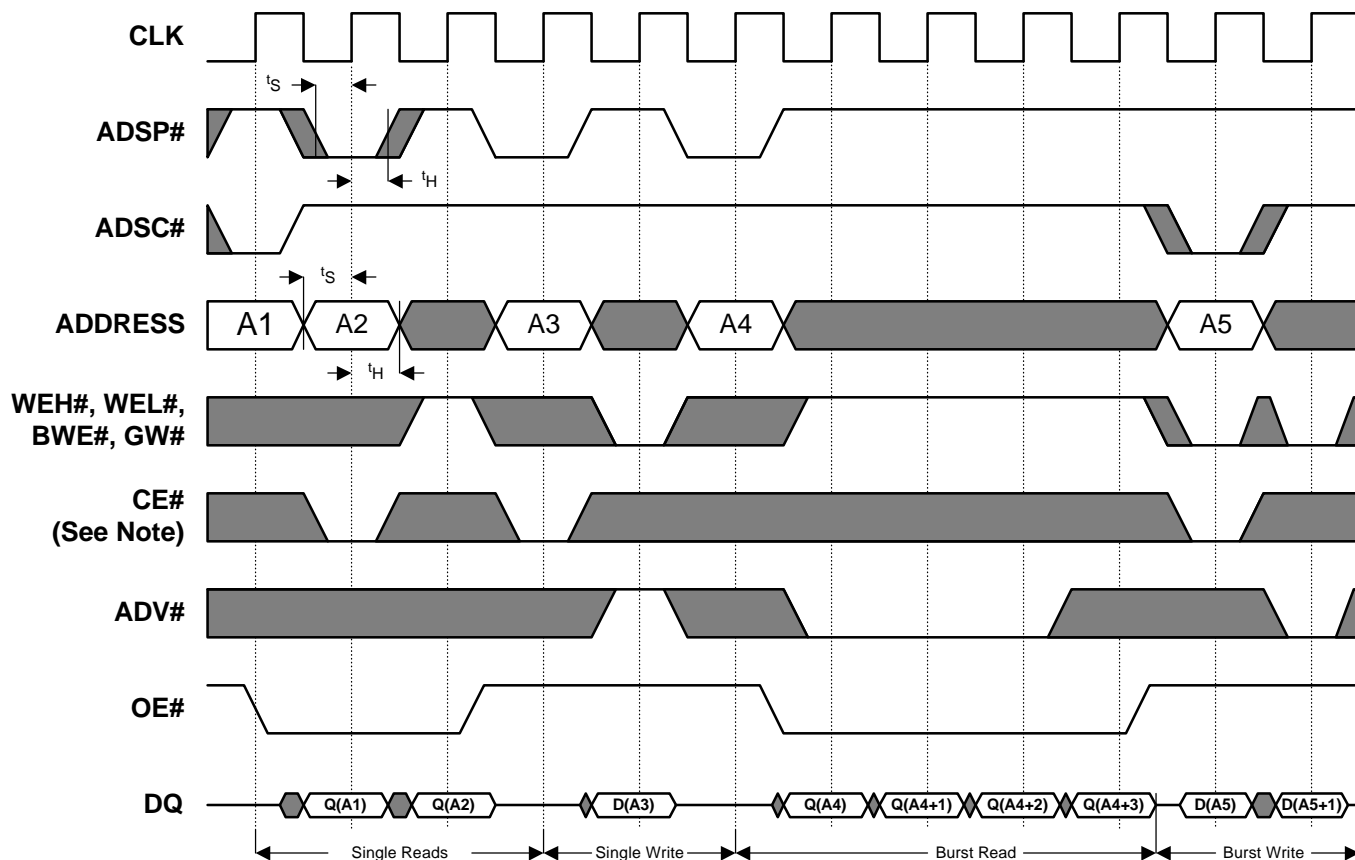 CLK
tS
ADSP#
tH
ADSC#
tS
ADDRESS
A1 A2 A3 A4 A5
tH
WEH#, WEL#,
BWE#, GW#
CE#
(See Note)
ADV#
OE#
DQ
Q(A1) Q(A2) D(A3) Q(A4) Q(A4+1) Q(A4+2) Q(A4+3) D(A5) D(A5+1)
Single Reads Single Write Burst Read Burst Write